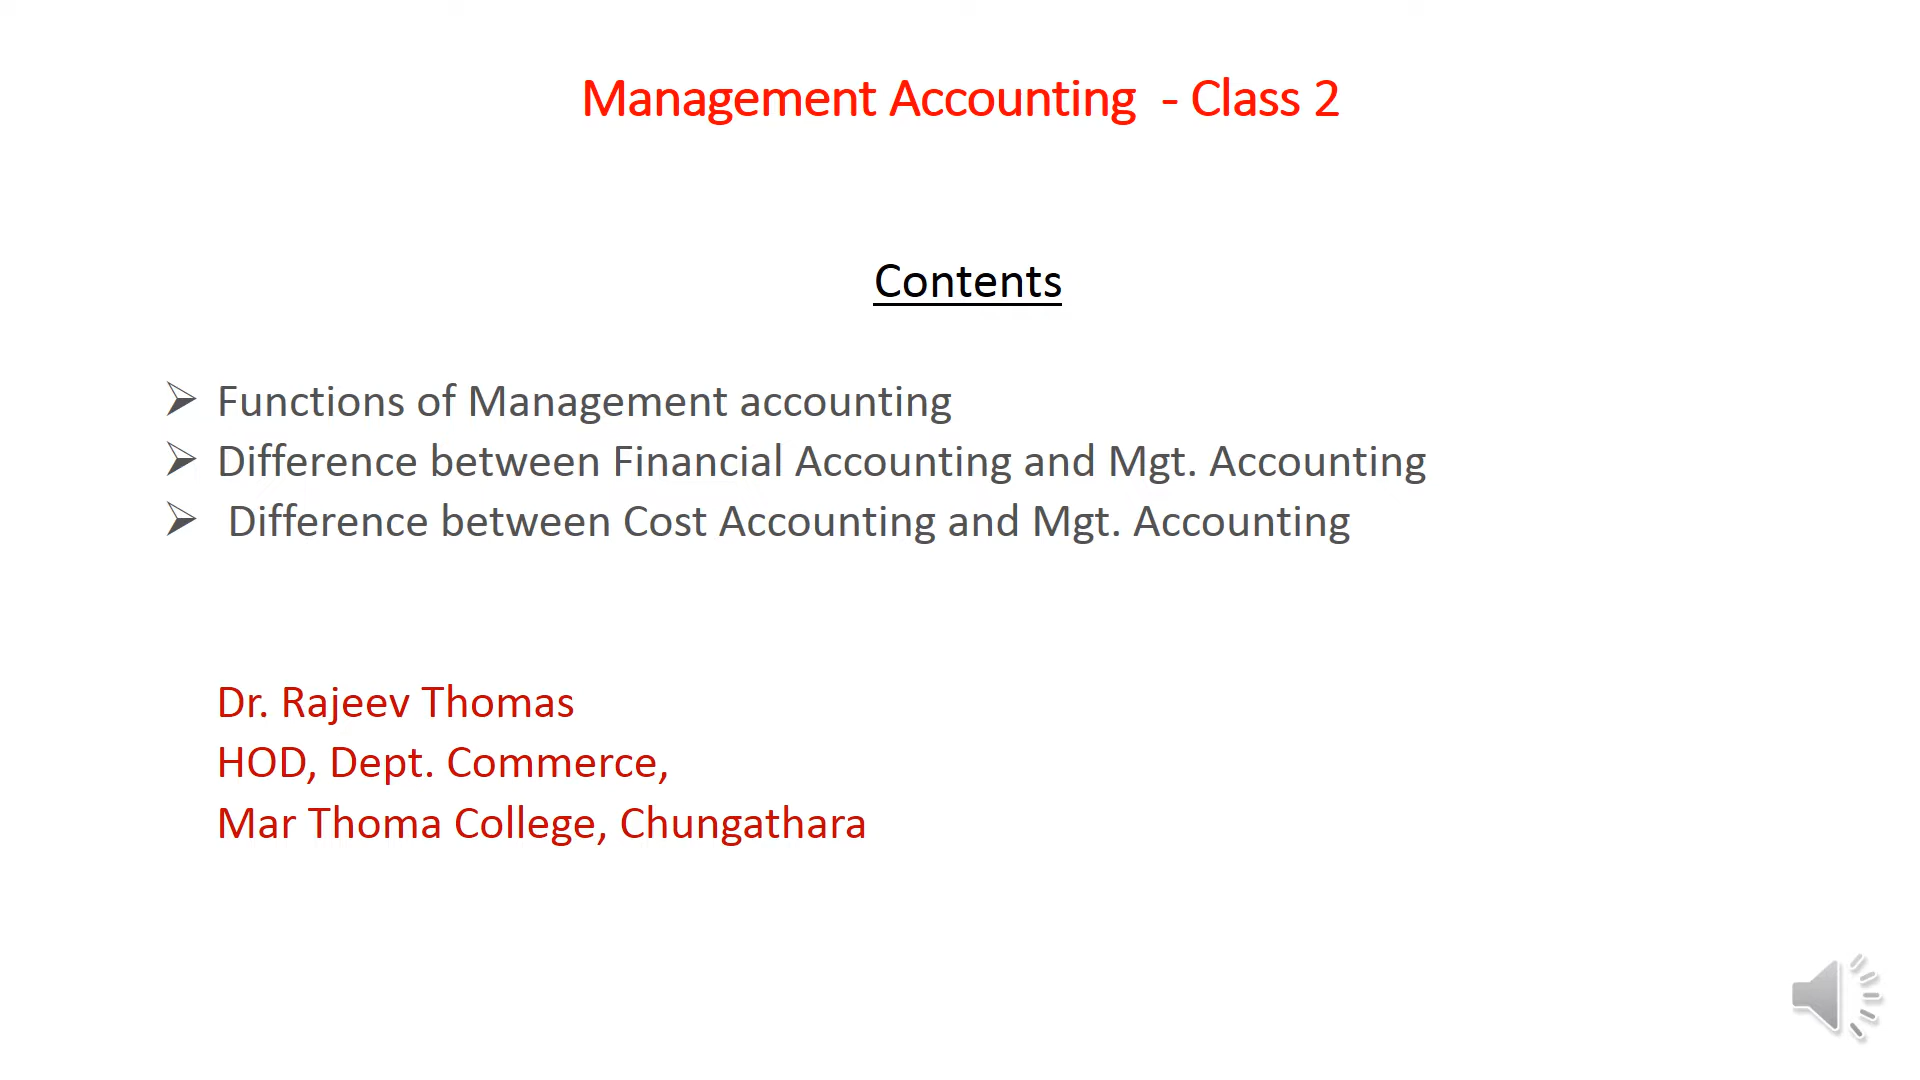 Management Accounting - Class 2
Contents
Functions of Management accounting
Difference between Financial Accounting and Mgt. Accounting
Difference between Cost Accounting and Mgt. Accounting
Dr. Rajeev Thomas
HOD, Dept. Commerce,
Mar Thoma College, Chungathara